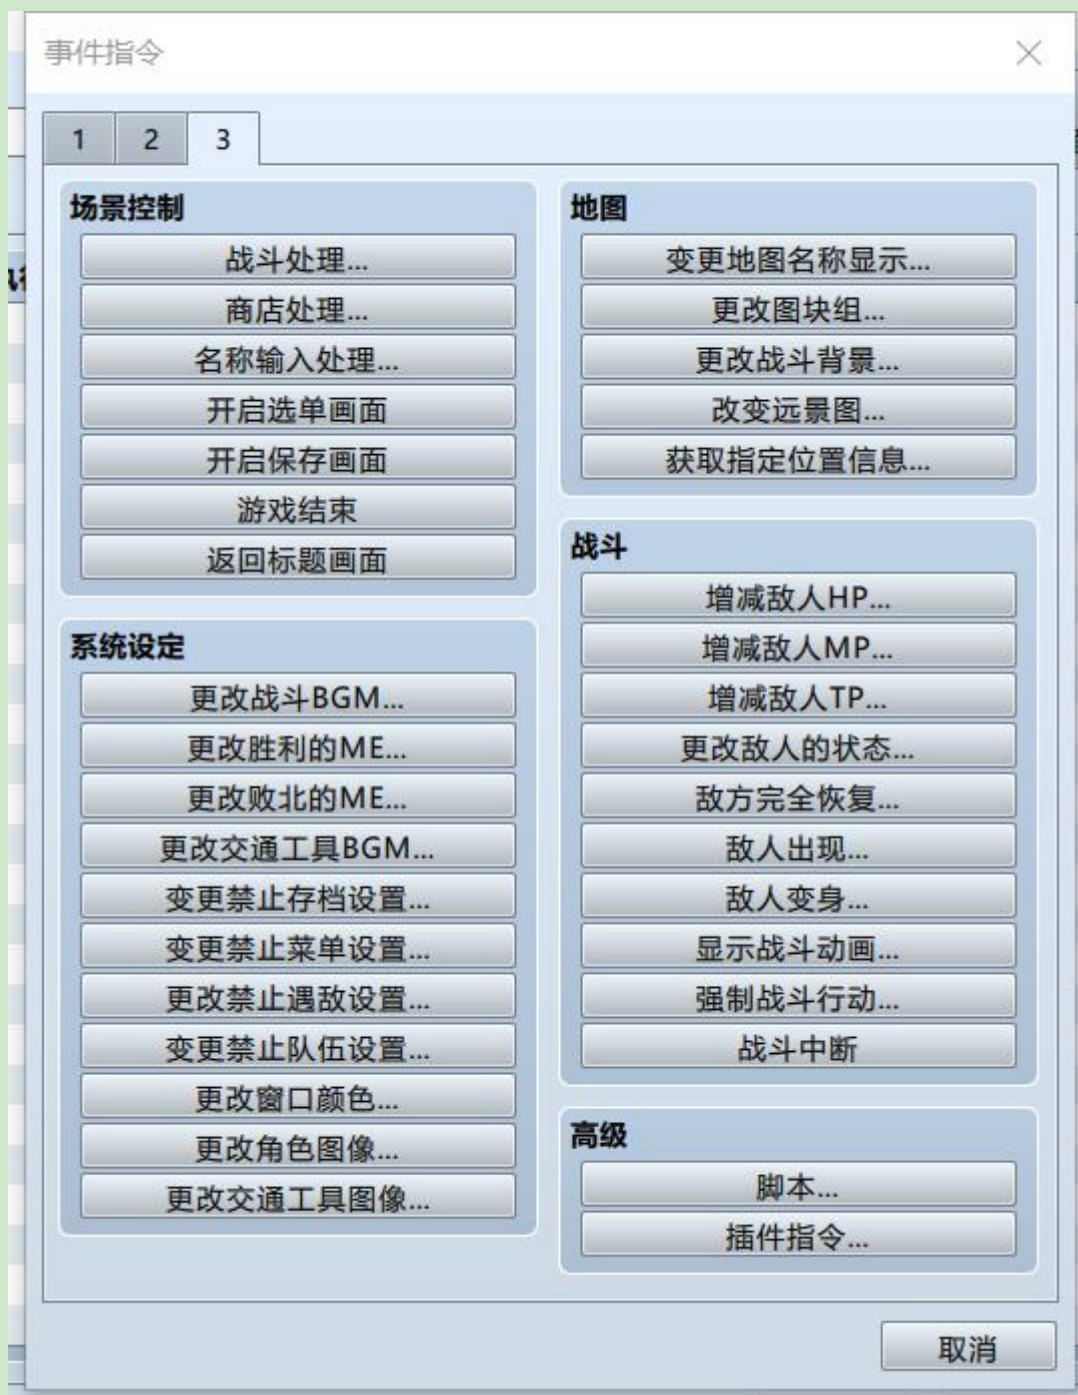 事件指令
1 2 3
场景控制
战斗处理...
商店处理...
名称输入处理...
开启选单画面
开启保存画面
游戏结束
返回标题画面
系统设定
更改战斗BGM...
更改胜利的ME...
更改败北的ME...
更改交通工具BGM...
变更禁止存档设置...
变更禁止菜单设置...
更改禁止遇敌设置...
变更禁止队伍设置...
更改窗口颜色...
更改角色图像...
更改交通工具图像...
地图
变更地图名称显示...
更改图块组...
更改战斗背景...
改变远景图...
获取指定位置信息...
战斗
增减敌人HP...
增减敌人MP...
增减敌人TP...
更改敌人的状态...
敌方完全恢复...
敌人出现...
敌人变身...
显示战斗动画...
强制战斗行动...
战斗中断
高级
脚本...
插件指令...
取消